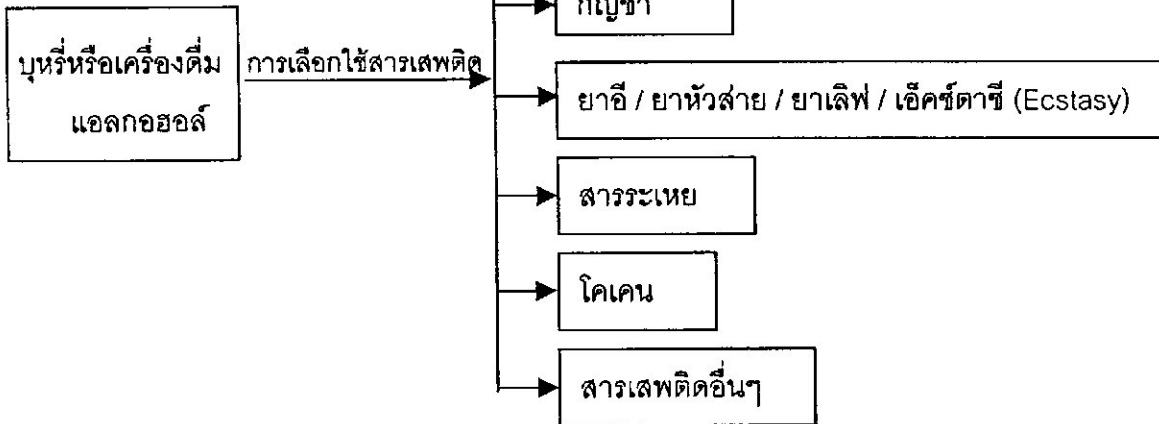 กัญชา
บุหรี่หรือเครื่องดื่ม
แอลกอฮอล์
การเลือกใช้สารเสพติด
ยาอี / ยาหัวส่าย / ยาเลิฟ / เอ็คซ์ตาซี (Ecstasy)
สารระเหย
โคเคน
สารเสพติดอื่นๆ